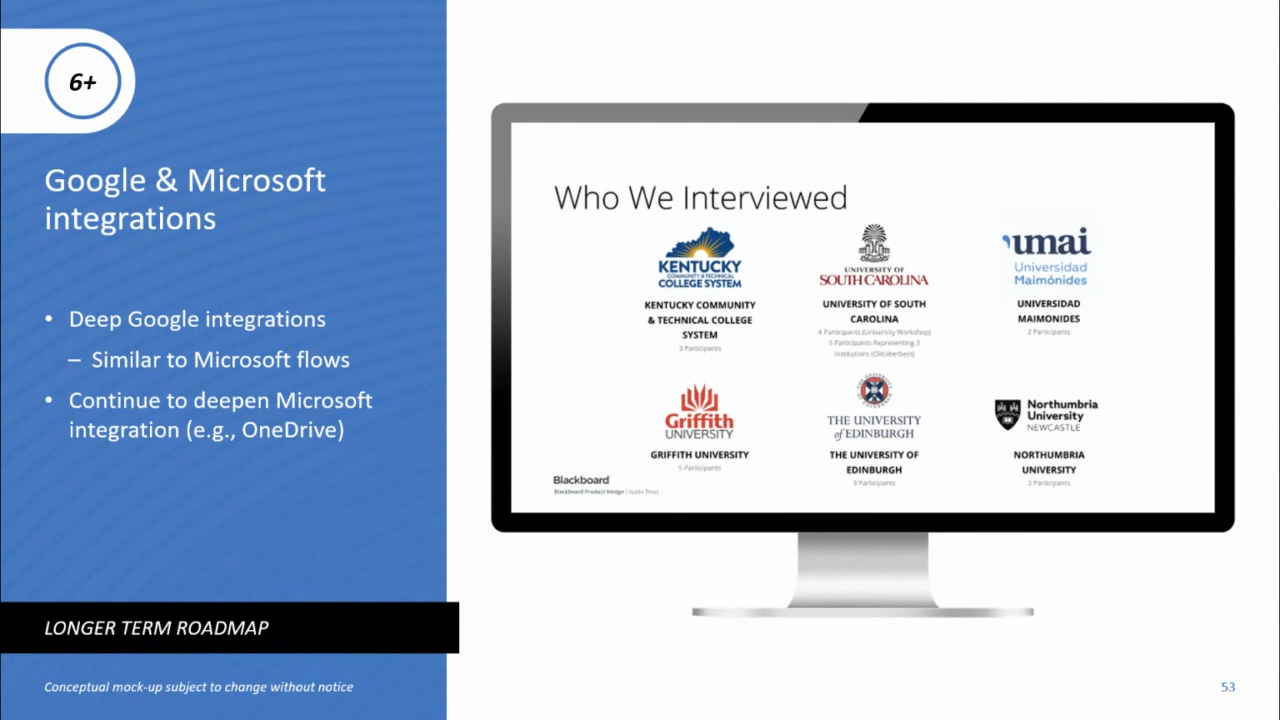 6+
Google & Microsoft
integrations
• Deep Google integrations
– Similar to Microsoft flows
• Continue to deepen Microsoft
integration (e.g., OneDrive)
LONGER TERM ROADMAP
Conceptual mock-up subject to change without notice
Who We Interviewed
KENTUCKY
COMMUNITY & TECHNICAL
COLLEGE SYSTEM
KENTUCKY COMMUNITY
& TECHNICAL COLLEGE
SYSTEM
3 Participants
UNIVERSITY OF
SOUTH CAROLINA
UNIVERSITY OF SOUTH
CAROLINA
4 Participants (University Workshop)
5 Participants Representing 3
Institutions (Oktoberbest)
umai
Universidad
Maimónides
UNIVERSIDAD
MAIMONIDES
2 Participants
Griffith
UNIVERSITY
GRIFFITH UNIVERSITY
5 Participants
THE UNIVERSITY
of EDINBURGH
THE UNIVERSITY OF
EDINBURGH
3 Participants
Northumbria
University
NEWCASTLE
NORTHUMBRIA
UNIVERSITY
2 Participants
Blackboard
Blackboard Product Design / Austin Texas
53